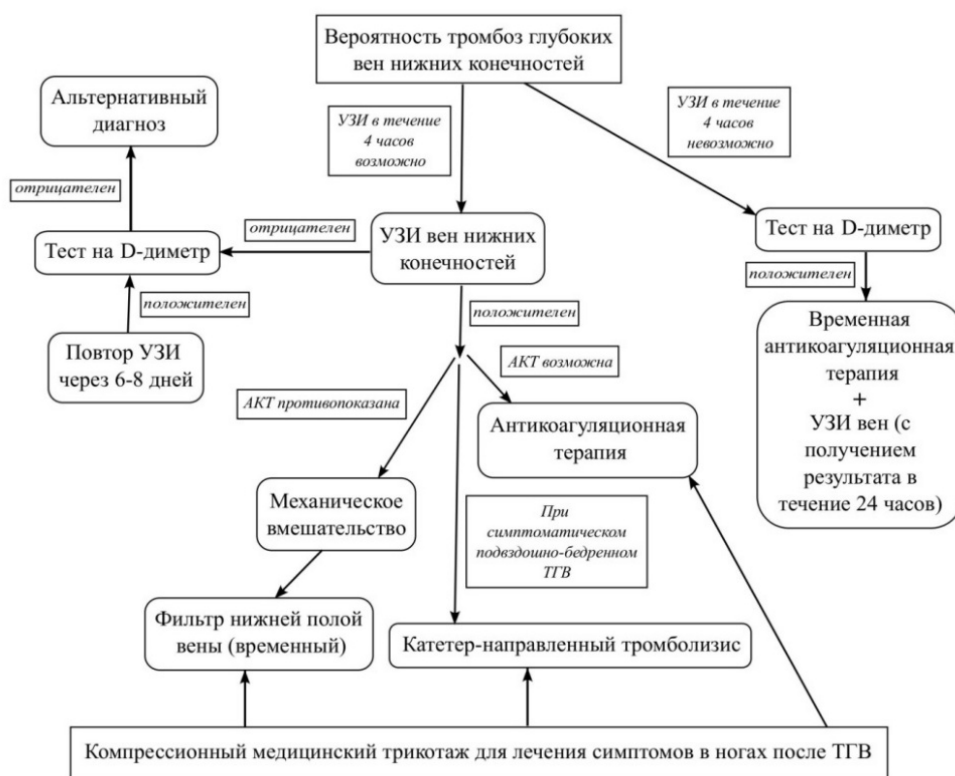 Вероятность тромбоз глубоких
вен нижних конечностей
Альтернативный
диагноз
УЗИ в течение
4 часов
возможно
УЗИ в течение
4 часов
невозможно
отрицателен
Тест на D-диметр
отрицателен
УЗИ вен нижних
конечностей
Тест на D-диметр
положителен
положителен
положителен
Повтор УЗИ
через 6-8 дней
Временная
антикоагуляционная
терапия
+
УЗИ вен (с
получением
результата в
течение 24 часов)
АКТ противопоказана
АКТ возможна
Антикоагуляционная
терапия
Механическое
вмешательство
При
симптоматическом
подвздошно-бедренном
ТГВ
Фильтр нижней полой
вены (временный)
Катетер-направленный тромболизис
Компрессионный медицинский трикотаж для лечения симптомов в ногах после ТГВ